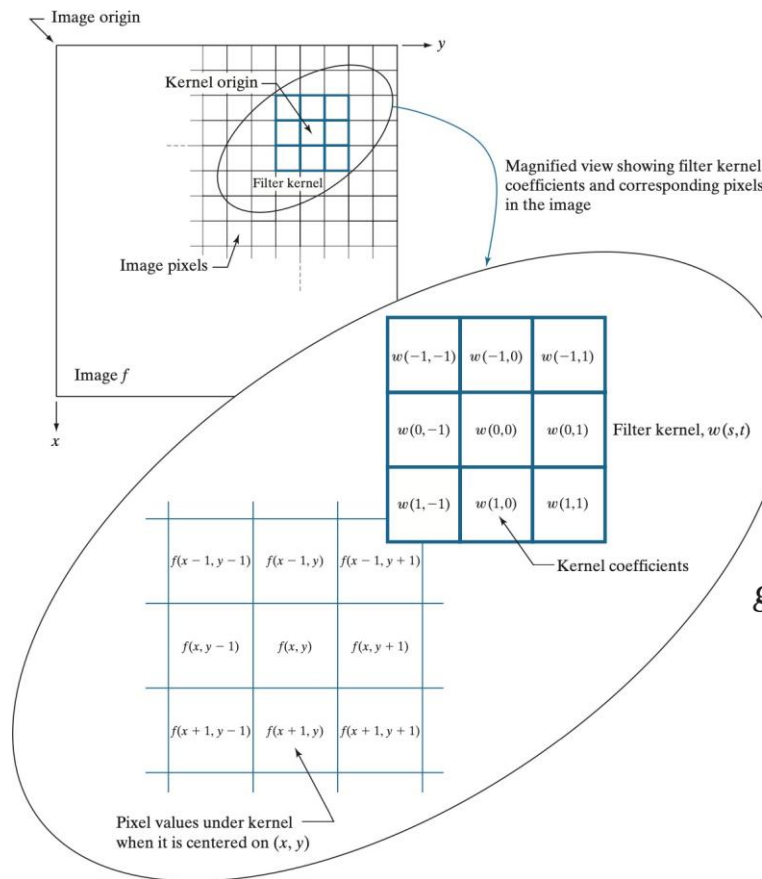 Image origin
y
Kernel origin
Magnified view showing filter kernel
coefficients and corresponding pixels
in the image
Filter kernel
Image pixels
Image f
x
w(−1,−1) w(−1,0) w(−1,1)
w(0,−1) w(0,0) w(0,1) Filter kernel, w(s,t)
w(1,−1) w(1,0) w(1,1)
Kernel coefficients
f(x − 1, y − 1) f(x − 1, y) f(x − 1, y + 1)
f(x, y − 1) f(x, y) f(x, y + 1)
f(x + 1, y − 1) f(x + 1, y) f(x + 1, y + 1)
Pixel values under kernel
when it is centered on (x, y)